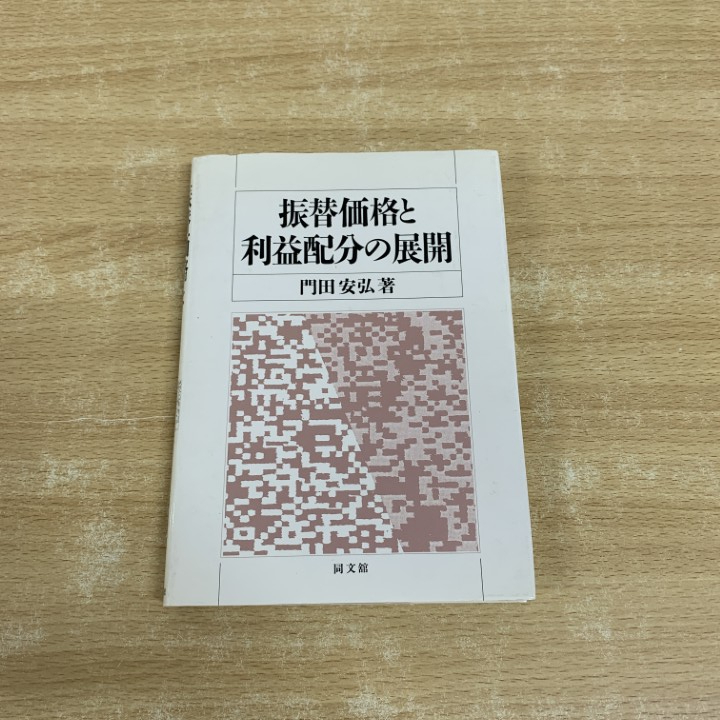 振替価格と
利益配分の展開
門田安弘著
同文舘